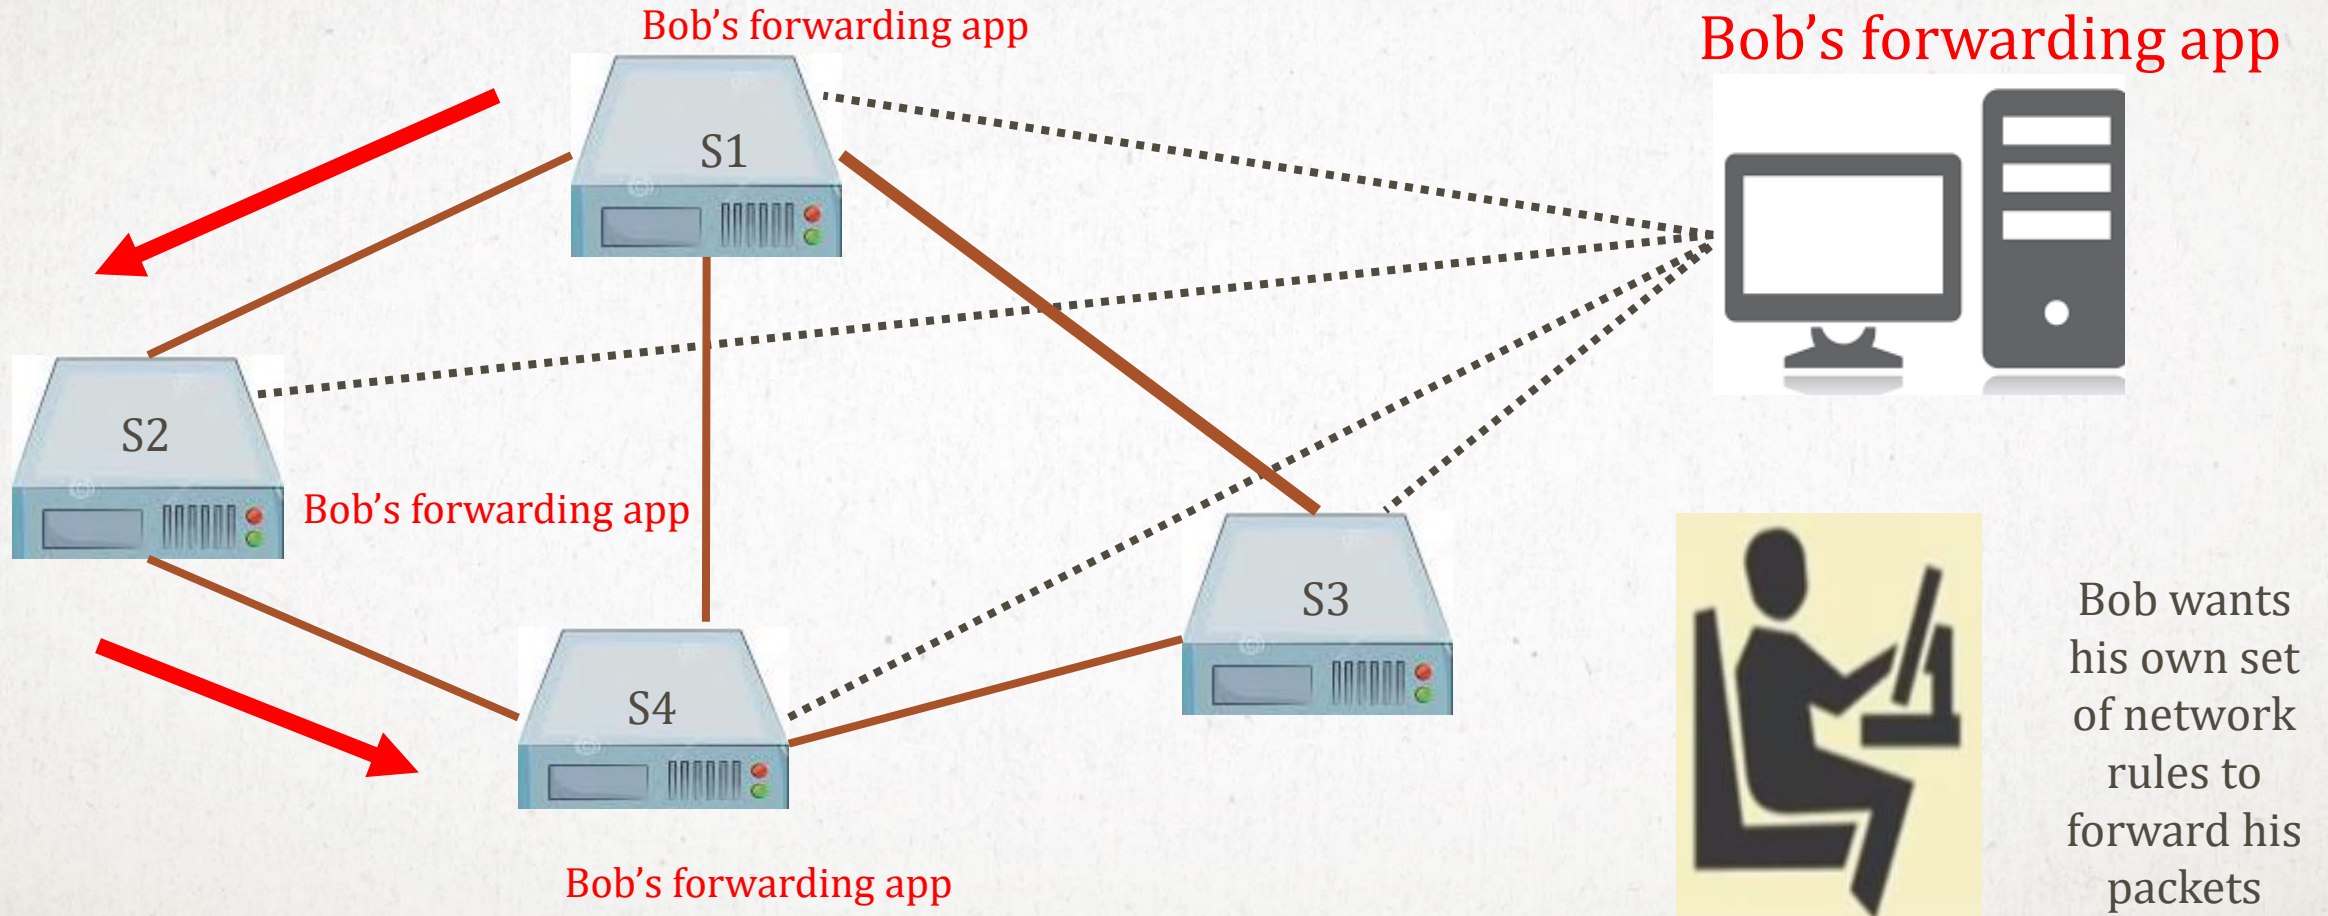 Bob’s forwarding app
Bob’s forwarding app
S1
S2
Bob’s forwarding app
S3
S4
Bob’s forwarding app
Bob wants
his own set
of network
rules to
forward his
packets